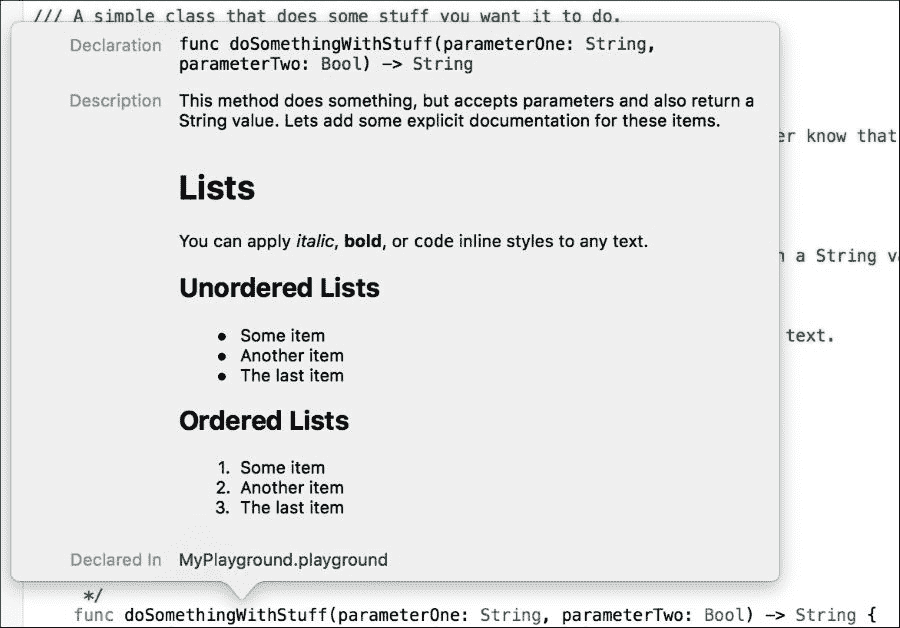 /// A simple class that does some stuff you want it to do.
Declaration func doSomethingWithStuff(parameterOne: String,
parameterTwo: Bool) -> String
Description This method does something, but accepts parameters and also return a
String value. Lets add some explicit documentation for these items.
er know that
Lists
You can apply italic, bold, or code inline styles to any text.
n a String va
Unordered Lists
• Some item
text.
• Another item
• The last item
Ordered Lists
1. Some item
2. Another item
3. The last item
Declared In MyPlayground.playground
*/
func doSomethingWithStuff(parameterOne: String, parameterTwo: Bool) -> String {